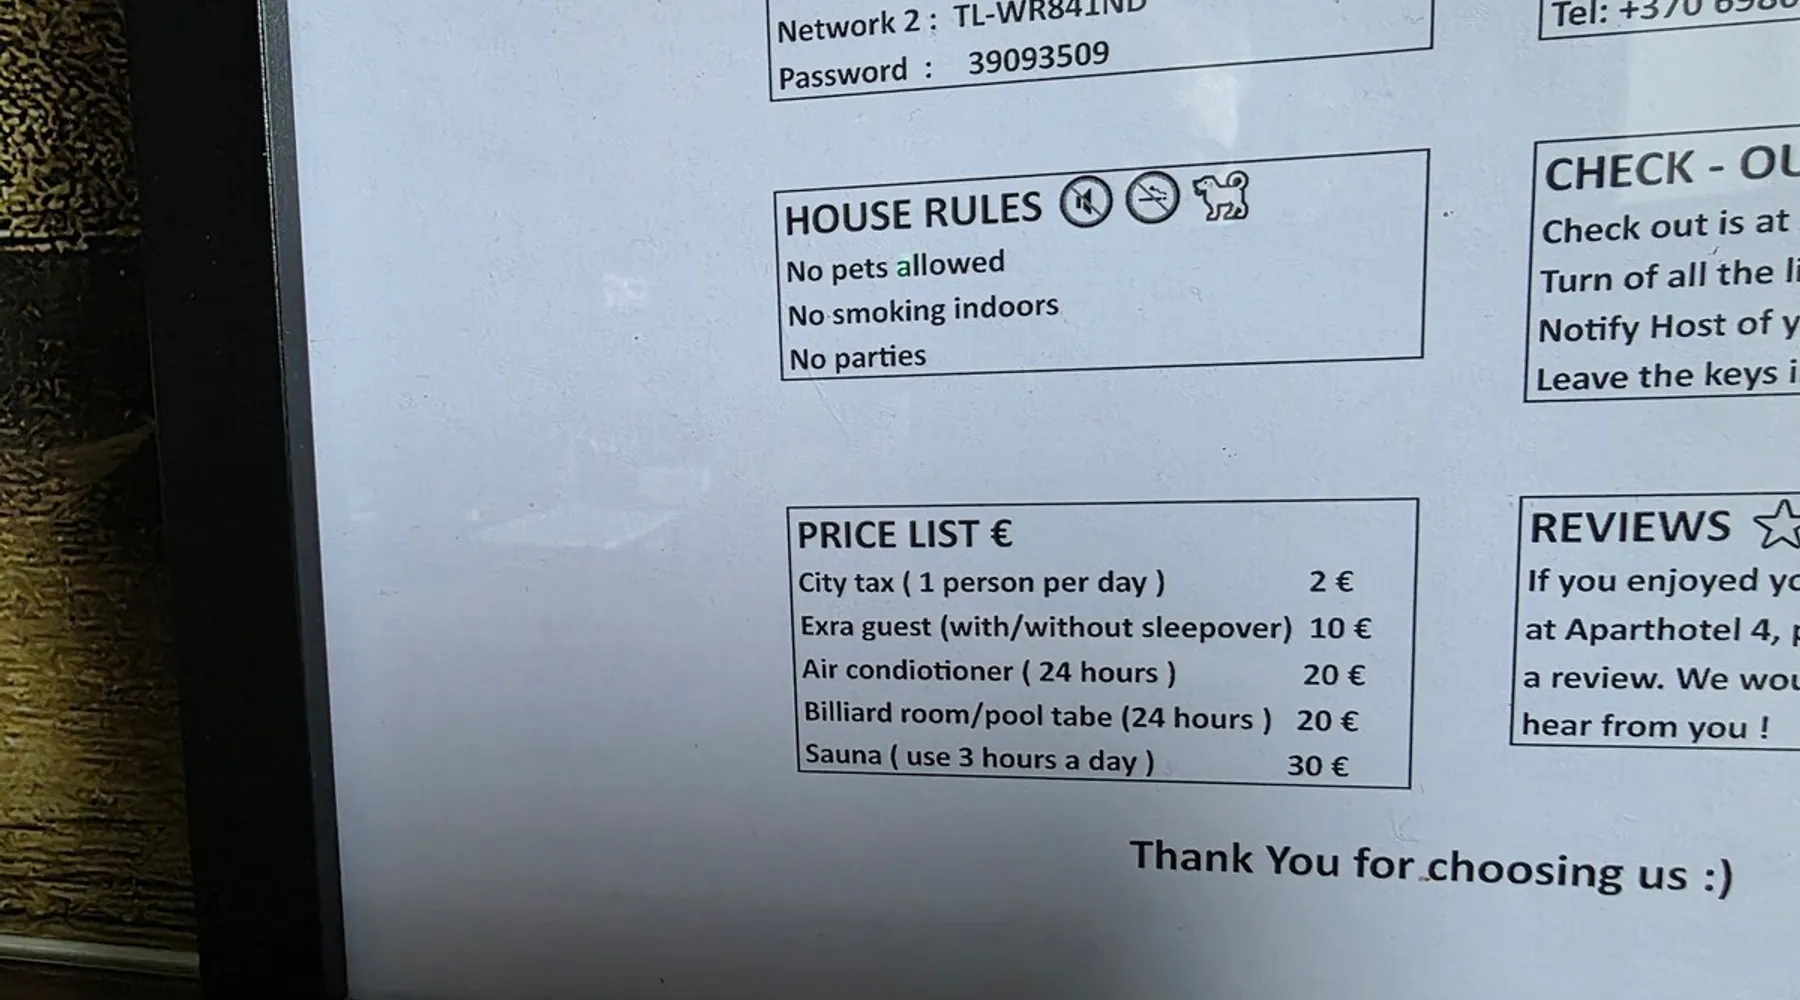 Network 2 : TL-WR841ND
Password : 39093509
Tel: +370
HOUSE RULES
No pets allowed
No smoking indoors
No parties
CHECK - OU
Check out is at
Turn of all the li
Notify Host of y
Leave the keys i
PRICE LIST €
City tax ( 1 person per day ) 2 €
Exra guest (with/without sleepover) 10 €
Air condiotioner ( 24 hours ) 20 €
Billiard room/pool tabe (24 hours ) 20 €
Sauna ( use 3 hours a day ) 30 €
REVIEWS
If you enjoyed yo
at Aparthotel 4, p
a review. We wou
hear from you !
Thank You for choosing us :)